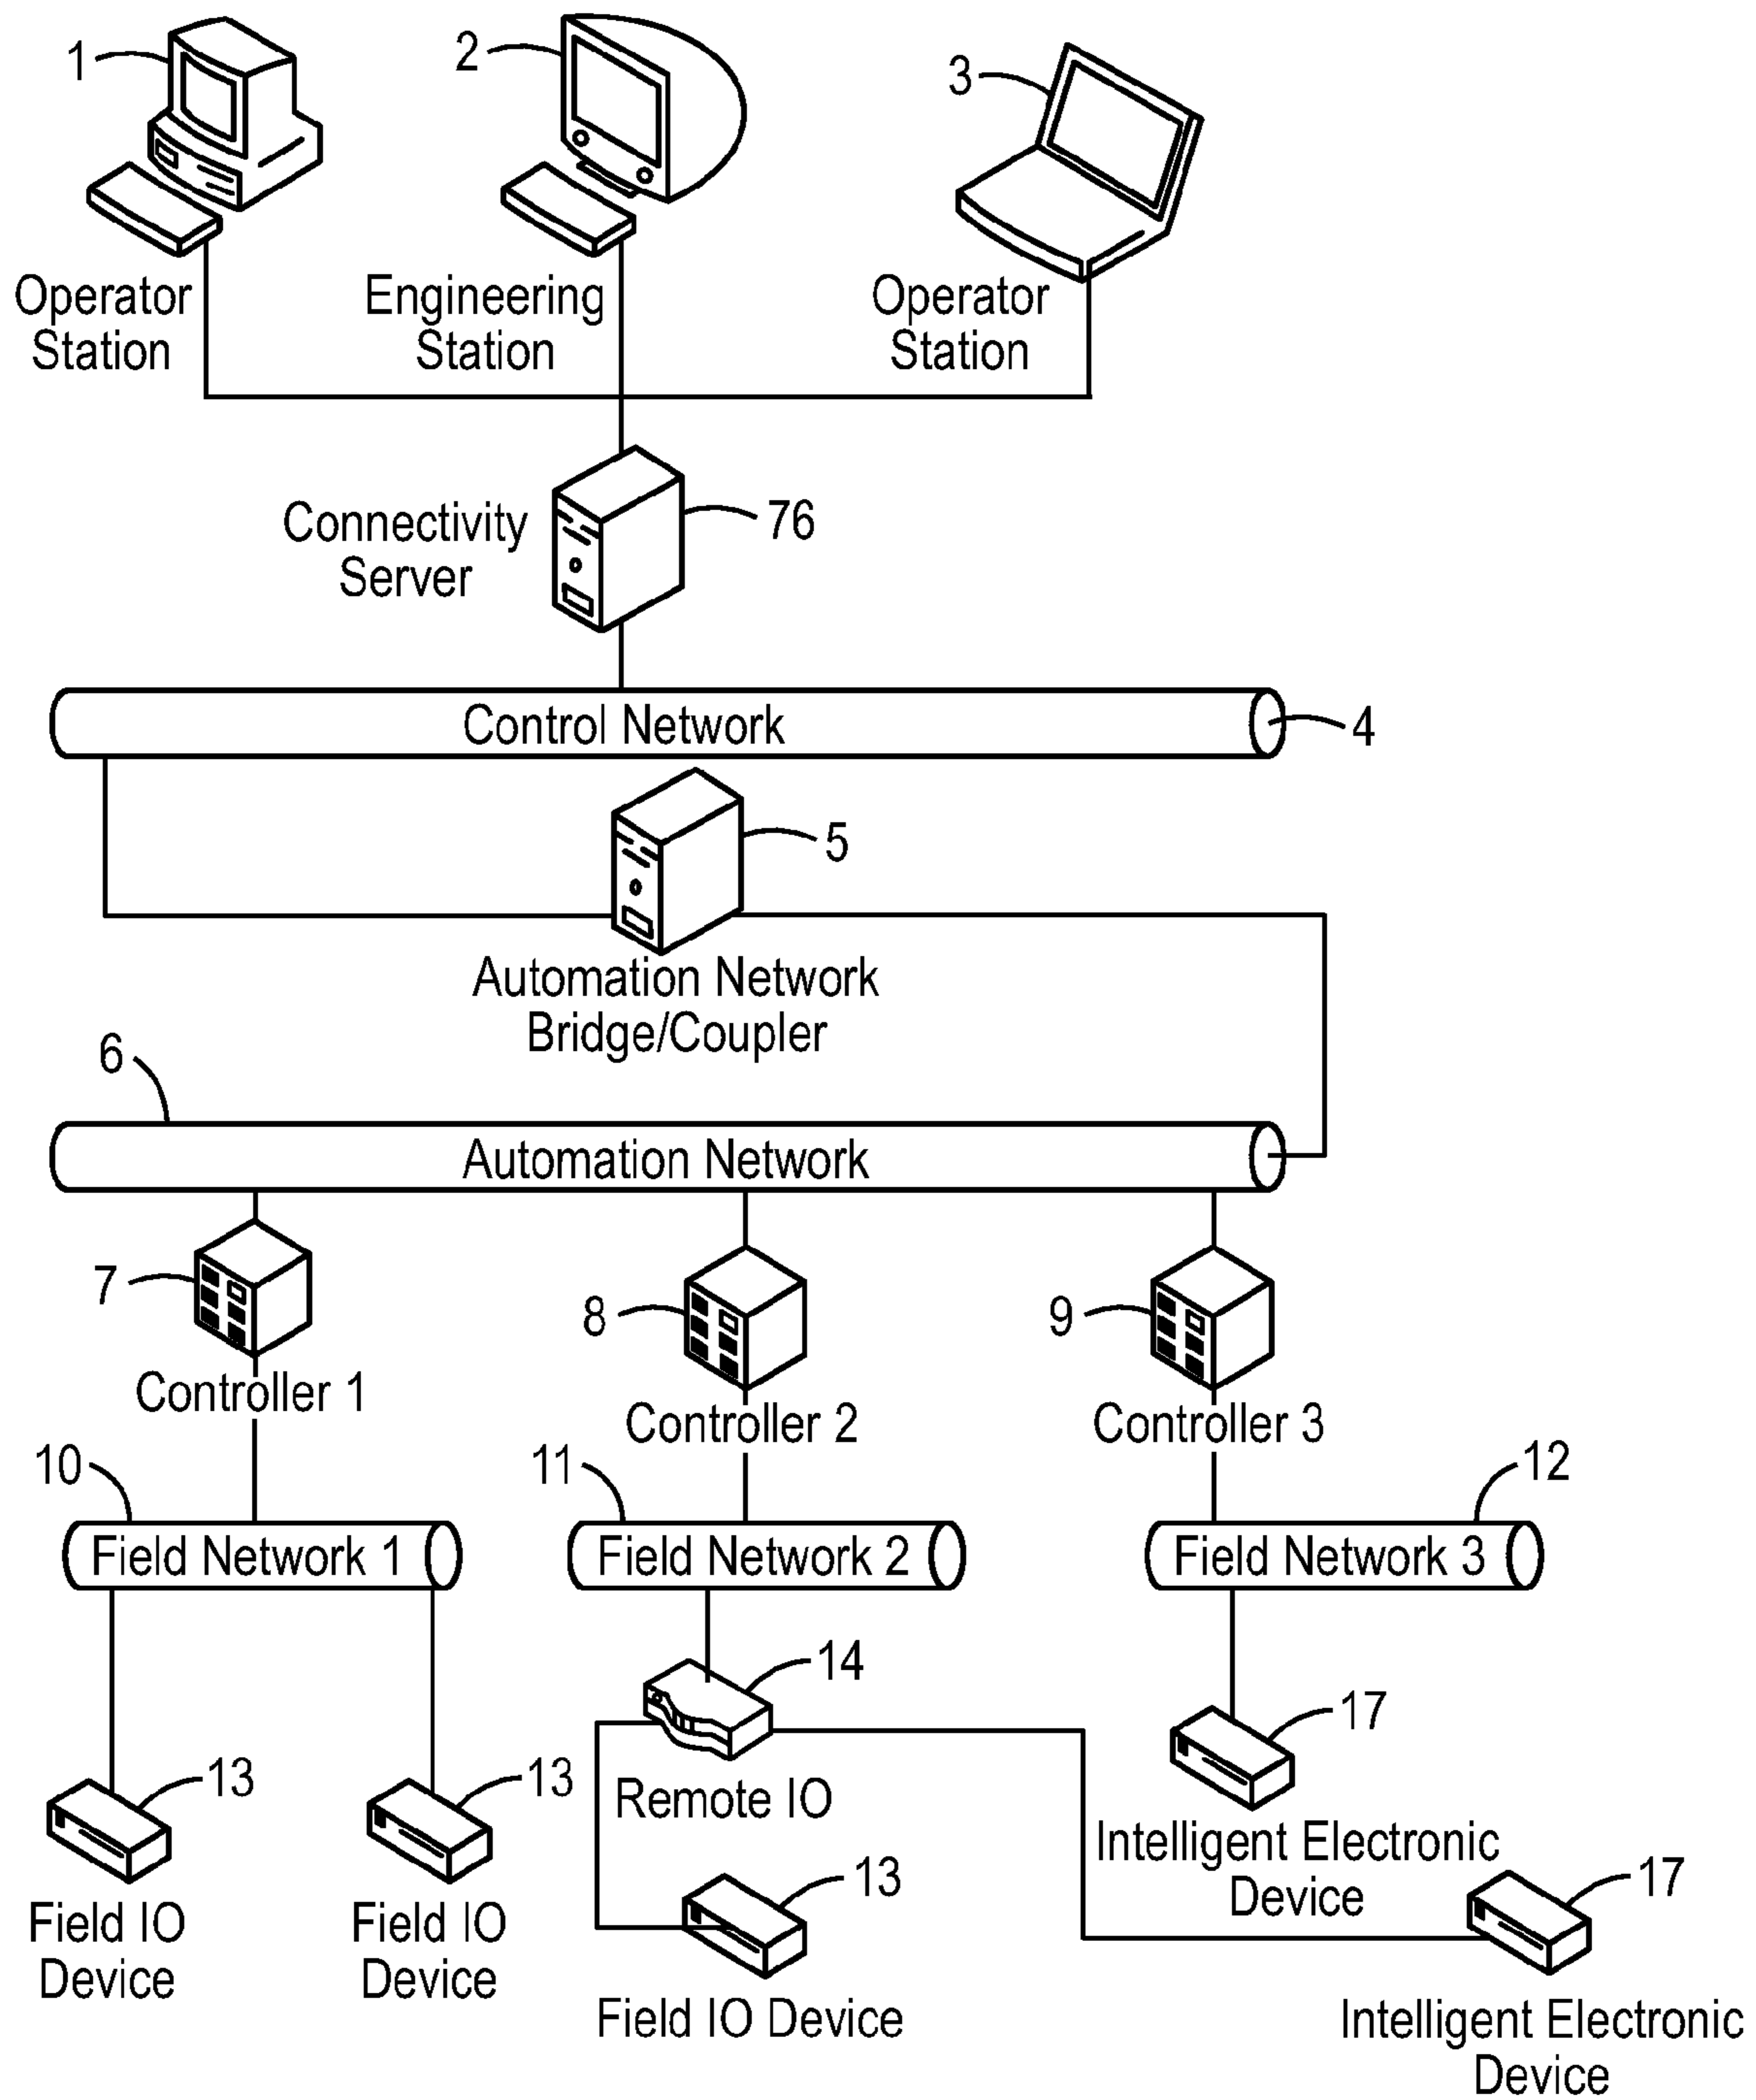 1
2
3
Operator
Station
Engineering
Station
Operator
Station
Connectivity
Server
76
Control Network
4
5
Automation Network
Bridge/Coupler
6
Automation Network
7
8
9
Controller 1
Controller 2
Controller 3
10
11
12
Field Network 1
Field Network 2
Field Network 3
14
17
13
13
Remote IO
Intelligent Electronic
Device
13
17
Field IO
Device
Field IO
Device
Field IO Device
Intelligent Electronic
Device